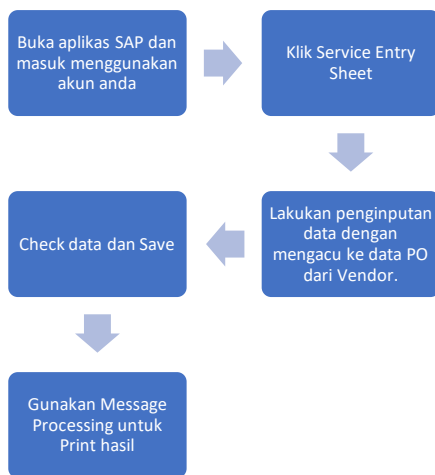 Buka aplikas SAP dan
masuk menggunakan
akun anda
Klik Service Entry
Sheet
Lakukan penginputan
data dengan
mengacu ke data PO
dari Vendor.
Check data dan Save
Gunakan Message
Processing untuk
Print hasil